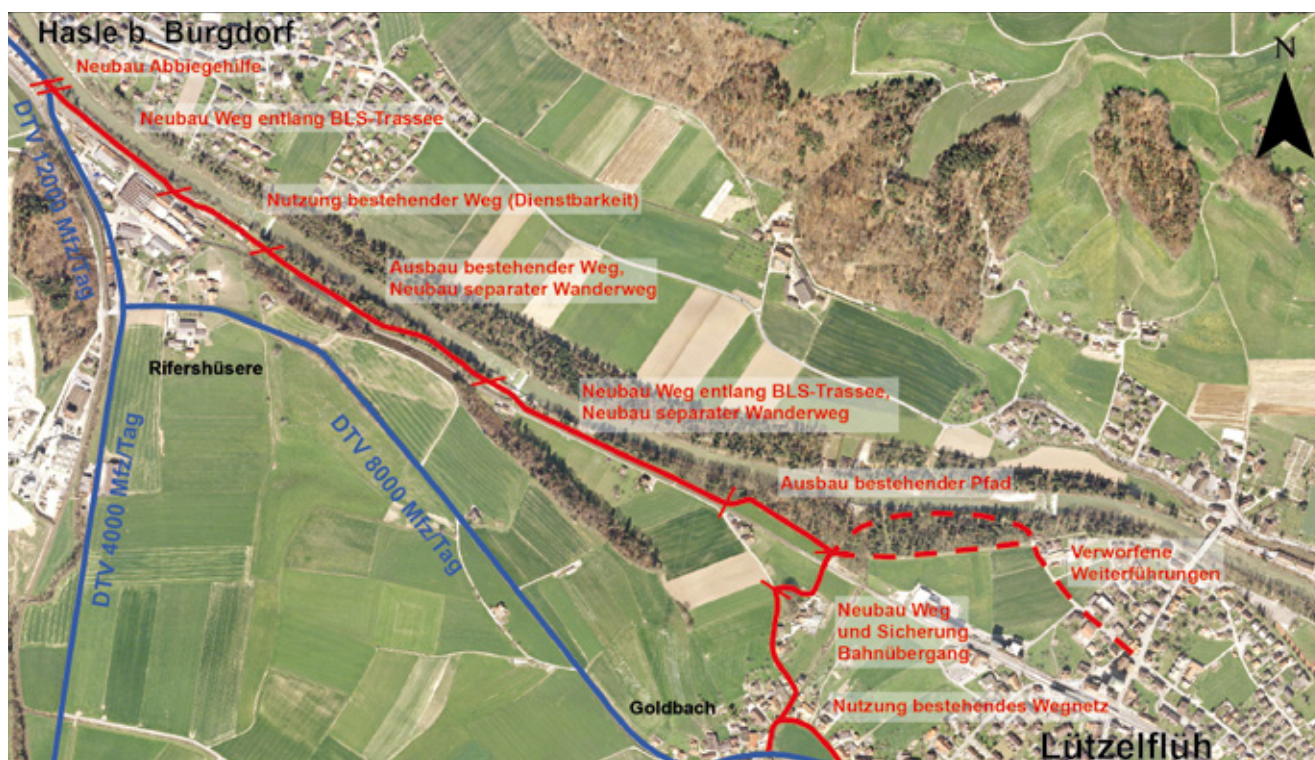 Hasle b. Burgdorf
N
Neubau Abbiegehilfe
Neubau Weg entlang BLS-Trassee
DTV 12000 Mfz/Tag
Nutzung bestehender Weg (Dienstbarkeit)
Ausbau bestehender Weg,
Neubau separater Wanderweg
Rifershüsere
Neubau Weg entlang BLS-Trassee,
Neubau separater Wanderweg
DTV 4000 Mfz/Tag
DTV 8000 Mfz/Tag
Ausbau bestehender Pfad
Verworfene
Weiterführungen
Neubau Weg
und Sicherung
Bahnübergang
Goldbach
Nutzung bestehendes Wegnetz
Lützelflüh